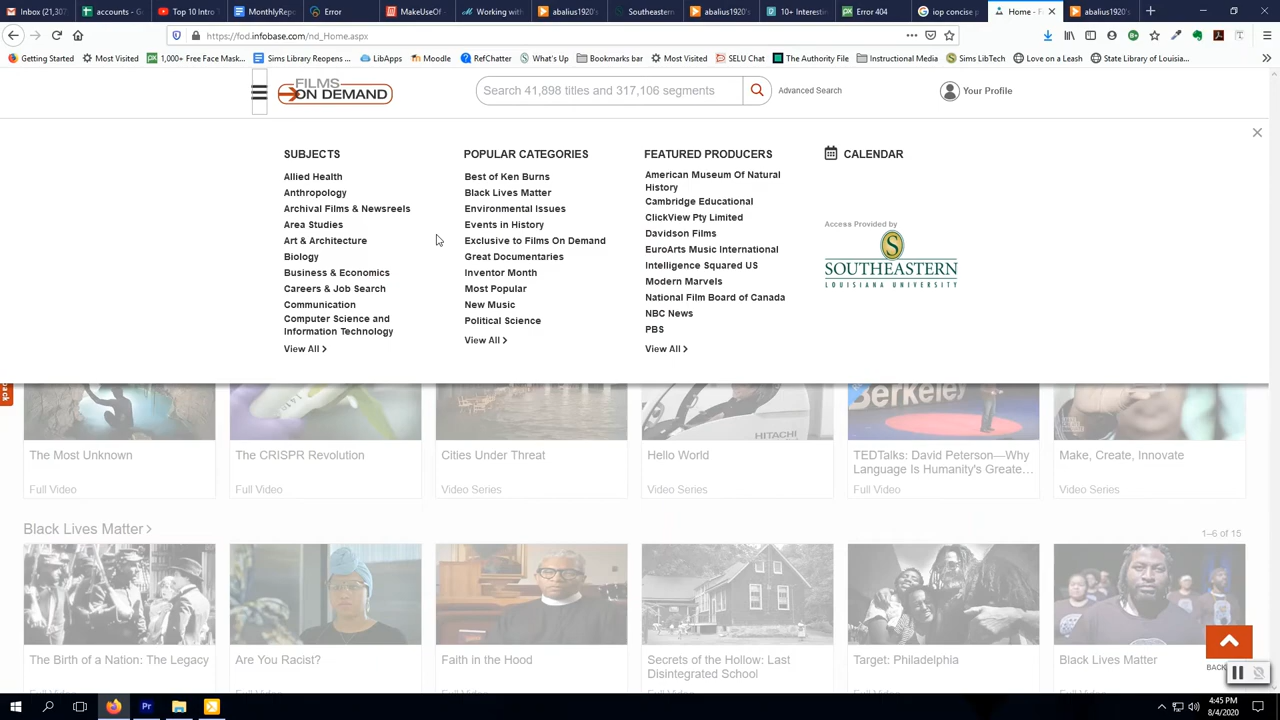 Inbox (21,302
accounts - G
Top 10 Intro
MonthlyRepo
Error
MakeUseOf
Working with
abalius1920's
Southeastern
abalius1920's
10+ Interesti
Error 404
iop concise p
Home - F
abalius1920's
https://fod.infobase.com/nd_Home.aspx
Getting Started
Most Visited
1,000+ Free Face Mask...
Sims Library Reopens ...
LibApps
Moodle
RefChatter
Bookmarks bar
Most Visited
SELU Chat
The Authority File
Instructional Media
Sims LibTech
Love on a Leash
State Library of Louisia...
FILMS
ON DEMAND
Search 41,898 titles and 317,106 segments
Advanced Search
Your Profile
SUBJECTS
Allied Health
Anthropology
Archival Films & Newsreels
Area Studies
Art & Architecture
Biology
Business & Economics
Careers & Job Search
Communication
Computer Science and
Information Technology
View All
POPULAR CATEGORIES
Best of Ken Burns
Black Lives Matter
Environmental Issues
Events in History
Exclusive to Films On Demand
Great Documentaries
Inventor Month
Most Popular
New Music
Political Science
View All
FEATURED PRODUCERS
American Museum Of Natural
History
Cambridge Educational
ClickView Pty Limited
Davidson Films
EuroArts Music International
Intelligence Squared US
Modern Marvels
National Film Board of Canada
NBC News
PBS
View All
CALENDAR
Access Provided by
S
SOUTHEASTERN
LOUISIANA UNIVERSITY
HITACHI
Berkeley
The Most Unknown
Full Video
The CRISPR Revolution
Full Video
Cities Under Threat
Video Series
Hello World
Video Series
TEDTalks: David Peterson—Why
Language Is Humanity's Greate...
Full Video
Make, Create, Innovate
Video Series
Black Lives Matter
1–6 of 15
The Birth of a Nation: The Legacy
Are You Racist?
Faith in the Hood
Secrets of the Hollow: Last
Disintegrated School
Target: Philadelphia
Black Lives Matter
BACK
4:45 PM
8/4/2020